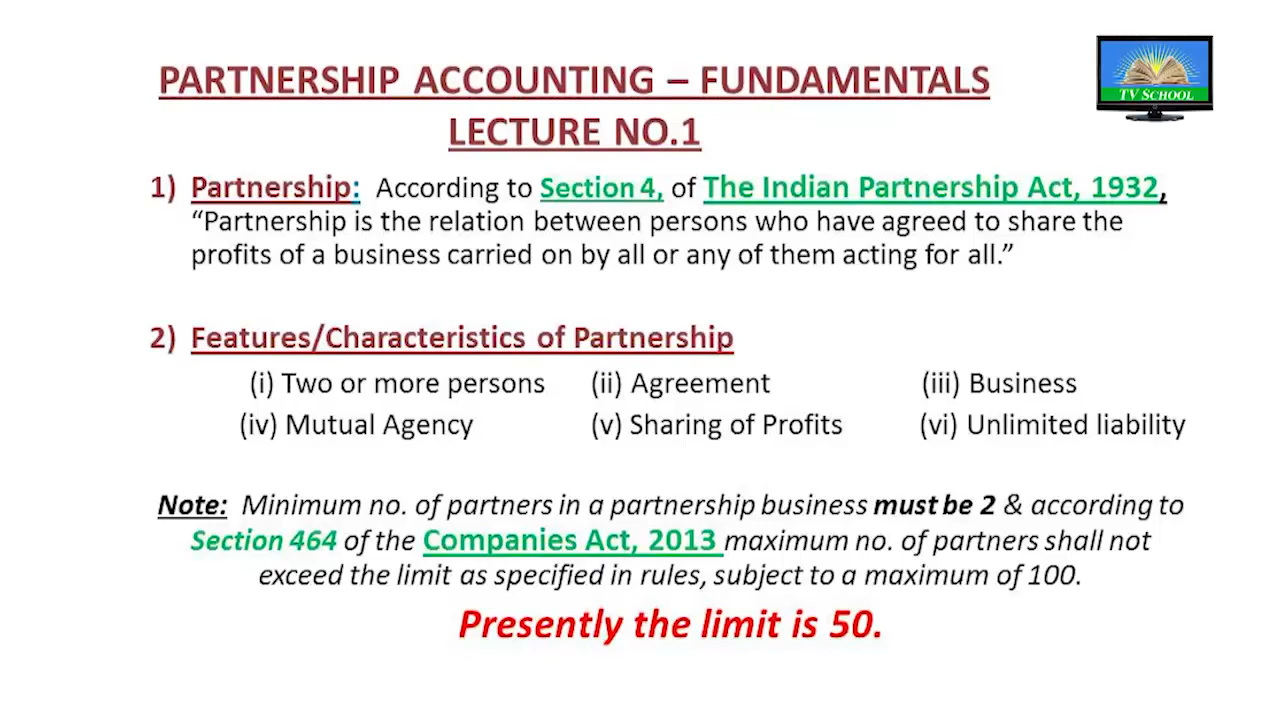 PARTNERSHIP ACCOUNTING – FUNDAMENTALS
LECTURE NO.1
TV SCHOOL
1) Partnership: According to Section 4, of The Indian Partnership Act, 1932,
“Partnership is the relation between persons who have agreed to share the
profits of a business carried on by all or any of them acting for all.”
2) Features/Characteristics of Partnership
(i) Two or more persons (ii) Agreement (iii) Business
(iv) Mutual Agency (v) Sharing of Profits (vi) Unlimited liability
Note: Minimum no. of partners in a partnership business must be 2 & according to
Section 464 of the Companies Act, 2013 maximum no. of partners shall not
exceed the limit as specified in rules, subject to a maximum of 100.
Presently the limit is 50.